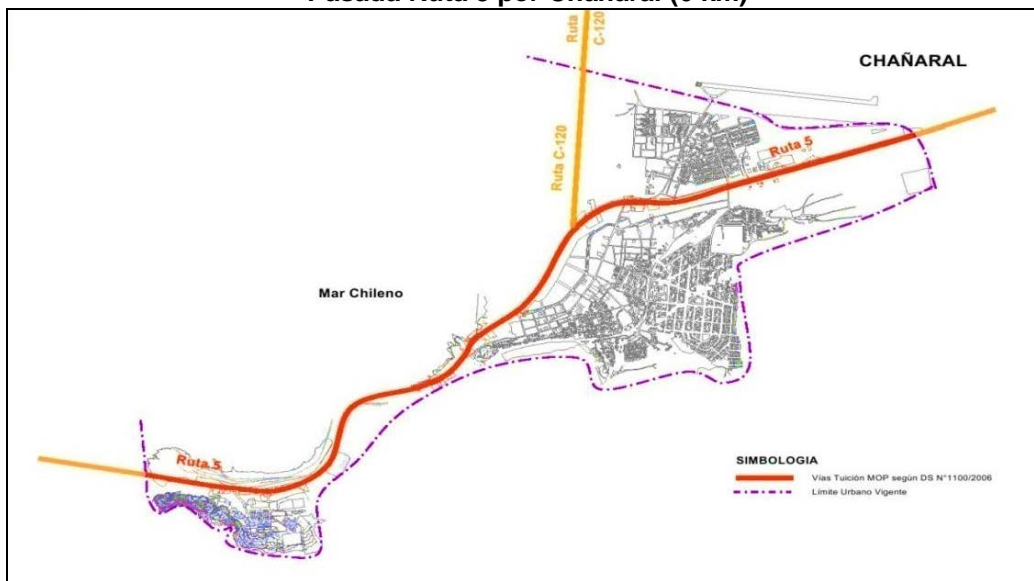 Pasada Ruta 5 por Chañaral (6 km)
Ruta
C-120
CHAÑARAL
Ruta C-120
Ruta 5
Mar Chileno
Ruta 5
SIMBOLOGIA
Vías Tuición MOP según DS N°1100/2006
Límite Urbano Vigente